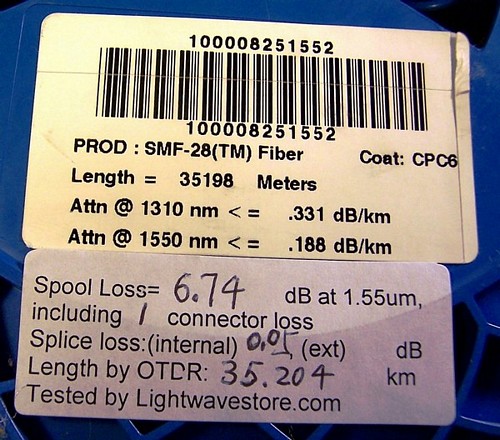 100008251552
100008251552
PROD : SMF-28(TM) Fiber Coat: CPC6
Length = 35198 Meters
Attn @ 1310 nm < = .331 dB/km
Attn @ 1550 nm < = .188 dB/km
Spool Loss= 6.74 dB at 1.55um,
including 1 connector loss
Splice loss:(internal) 0.05, (ext) dB
Length by OTDR: 35.204 km
Tested by Lightwavestore.com